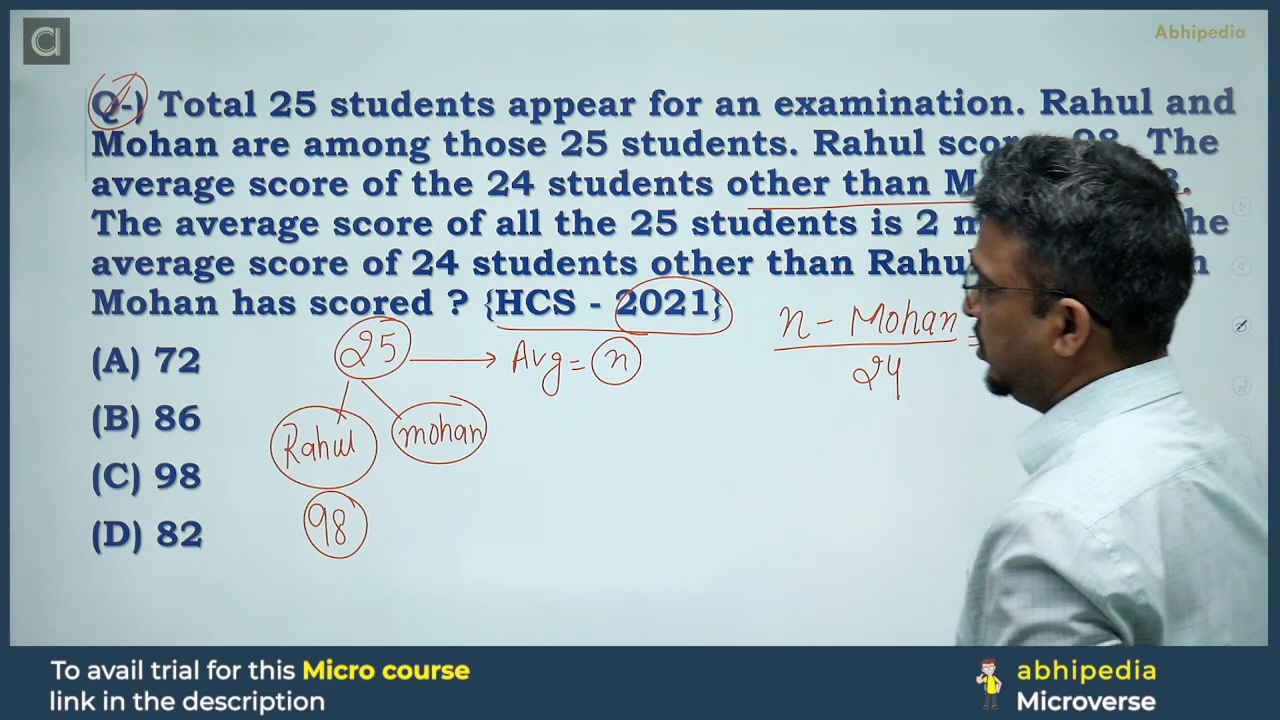 Abhipedia
Q-) Total 25 students appear for an examination. Rahul and
Mohan are among those 25 students. Rahul 98. The
average score of the 24 students other than
The average score of all the 25 students is 2
average score of 24 students other than
Mohan has scored ? {HCS - 2021}
(A) 72
(B) 86
(C) 98
(D) 82
25 → Avg = n
Rahul mohan
98
n - Mohan =
24
To avail trial for this Micro course
link in the description
abhipedia
Microverse